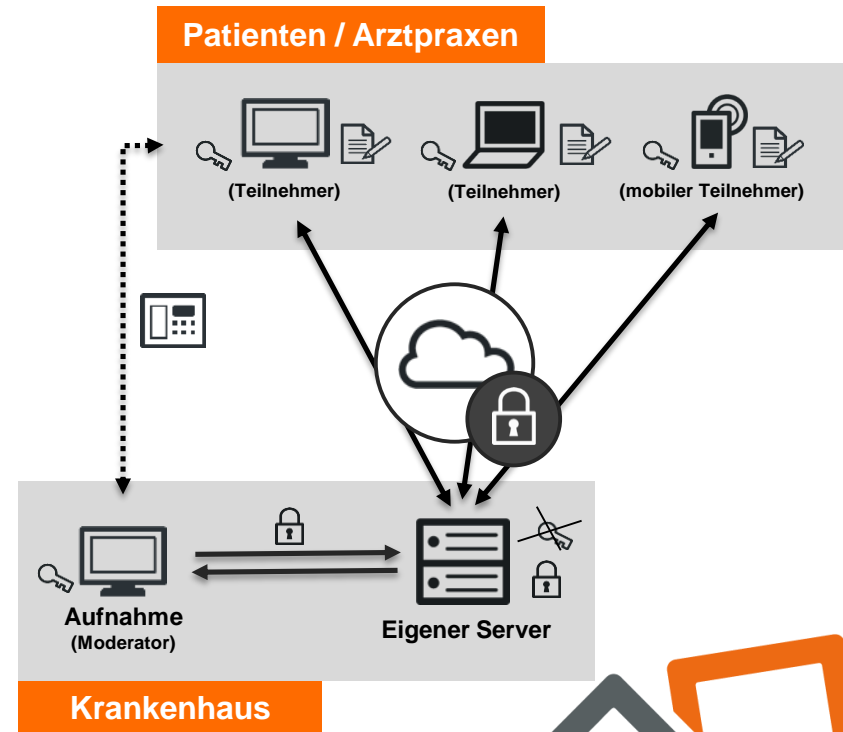 Patienten / Arztpraxen
(Teilnehmer)
(Teilnehmer)
(mobiler Teilnehmer)
Aufnahme
(Moderator)
Eigener Server
Krankenhaus